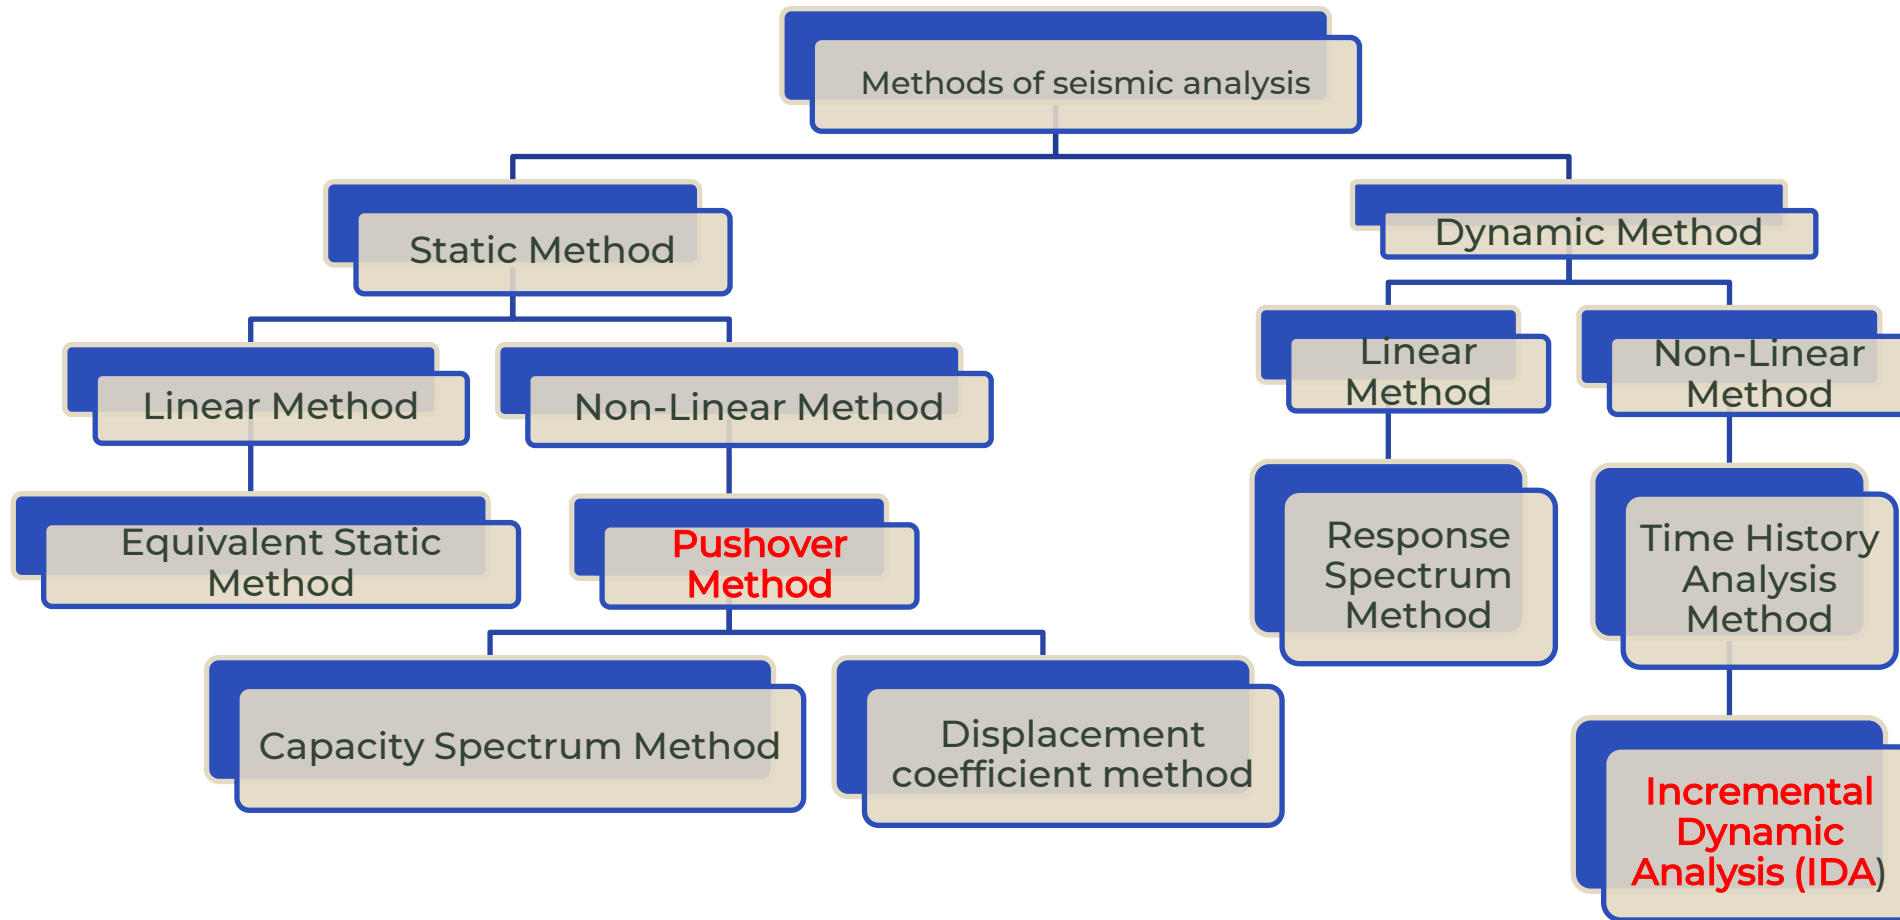 Methods of seismic analysis
Static Method
Dynamic Method
Linear Method
Non-Linear Method
Linear
Method
Non-Linear
Method
Equivalent Static
Method
Pushover
Method
Response
Spectrum
Method
Time History
Analysis
Method
Capacity Spectrum Method
Displacement
coefficient method
Incremental
Dynamic
Analysis (IDA)